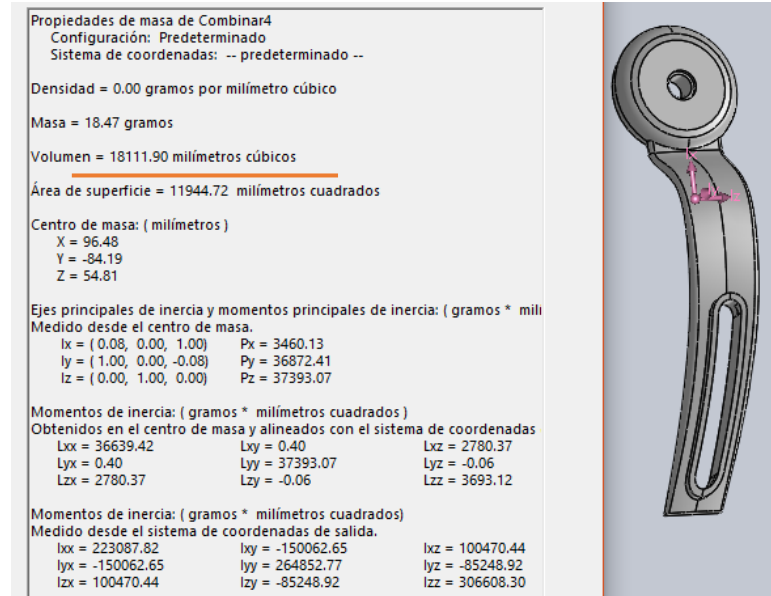 Propiedades de masa de Combinar4
Configuración: Predeterminado
Sistema de coordenadas: -- predeterminado --
Densidad = 0.00 gramos por milímetro cúbico
Masa = 18.47 gramos
Volumen = 18111.90 milímetros cúbicos
Área de superficie = 11944.72 milímetros cuadrados
Centro de masa: ( milímetros )
X = 96.48
Y = -84.19
Z = 54.81
Ejes principales de inercia y momentos principales de inercia: ( gramos * mili
Medido desde el centro de masa.
Ix = ( 0.08, 0.00, 1.00) Px = 3460.13
Iy = ( 1.00, 0.00, -0.08) Py = 36872.41
Iz = ( 0.00, 1.00, 0.00) Pz = 37393.07
Momentos de inercia: ( gramos * milímetros cuadrados )
Obtenidos en el centro de masa y alineados con el sistema de coordenadas
Lxx = 36639.42 Lxy = 0.40 Lxz = 2780.37
Lyx = 0.40 Lyy = 37393.07 Lyz = -0.06
Lzx = 2780.37 Lzy = -0.06 Lzz = 3693.12
Momentos de inercia: ( gramos * milímetros cuadrados)
Medido desde el sistema de coordenadas de salida.
Ixx = 223087.82 Ixy = -150062.65 Ixz = 100470.44
Iyx = -150062.65 Iyy = 264852.77 Iyz = -85248.92
Izx = 100470.44 Izy = -85248.92 Izz = 306608.30